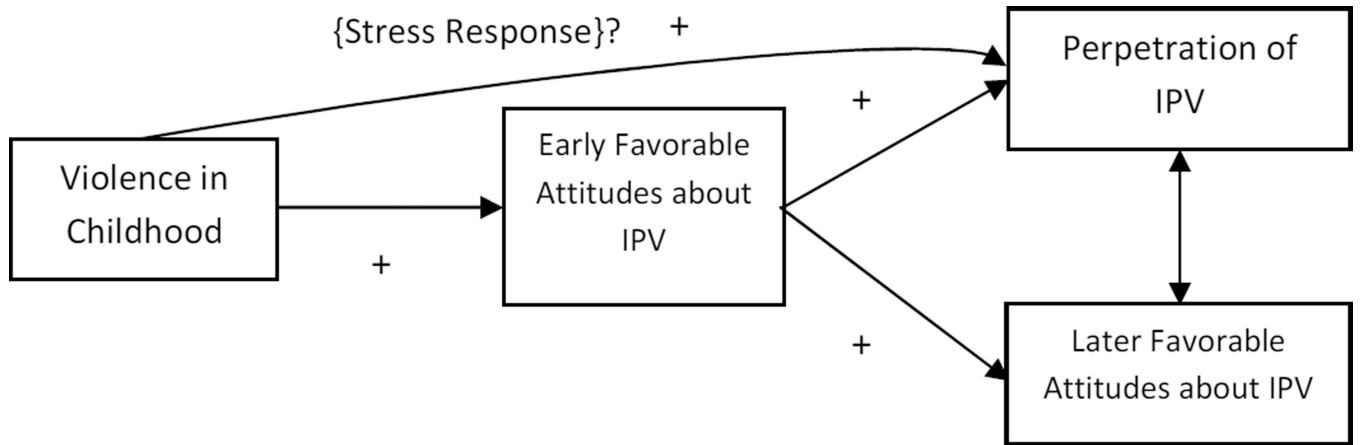 {Stress Response}? +
Perpetration of
IPV
+
Violence in
Childhood
+
Early Favorable
Attitudes about
IPV
+
Later Favorable
Attitudes about IPV